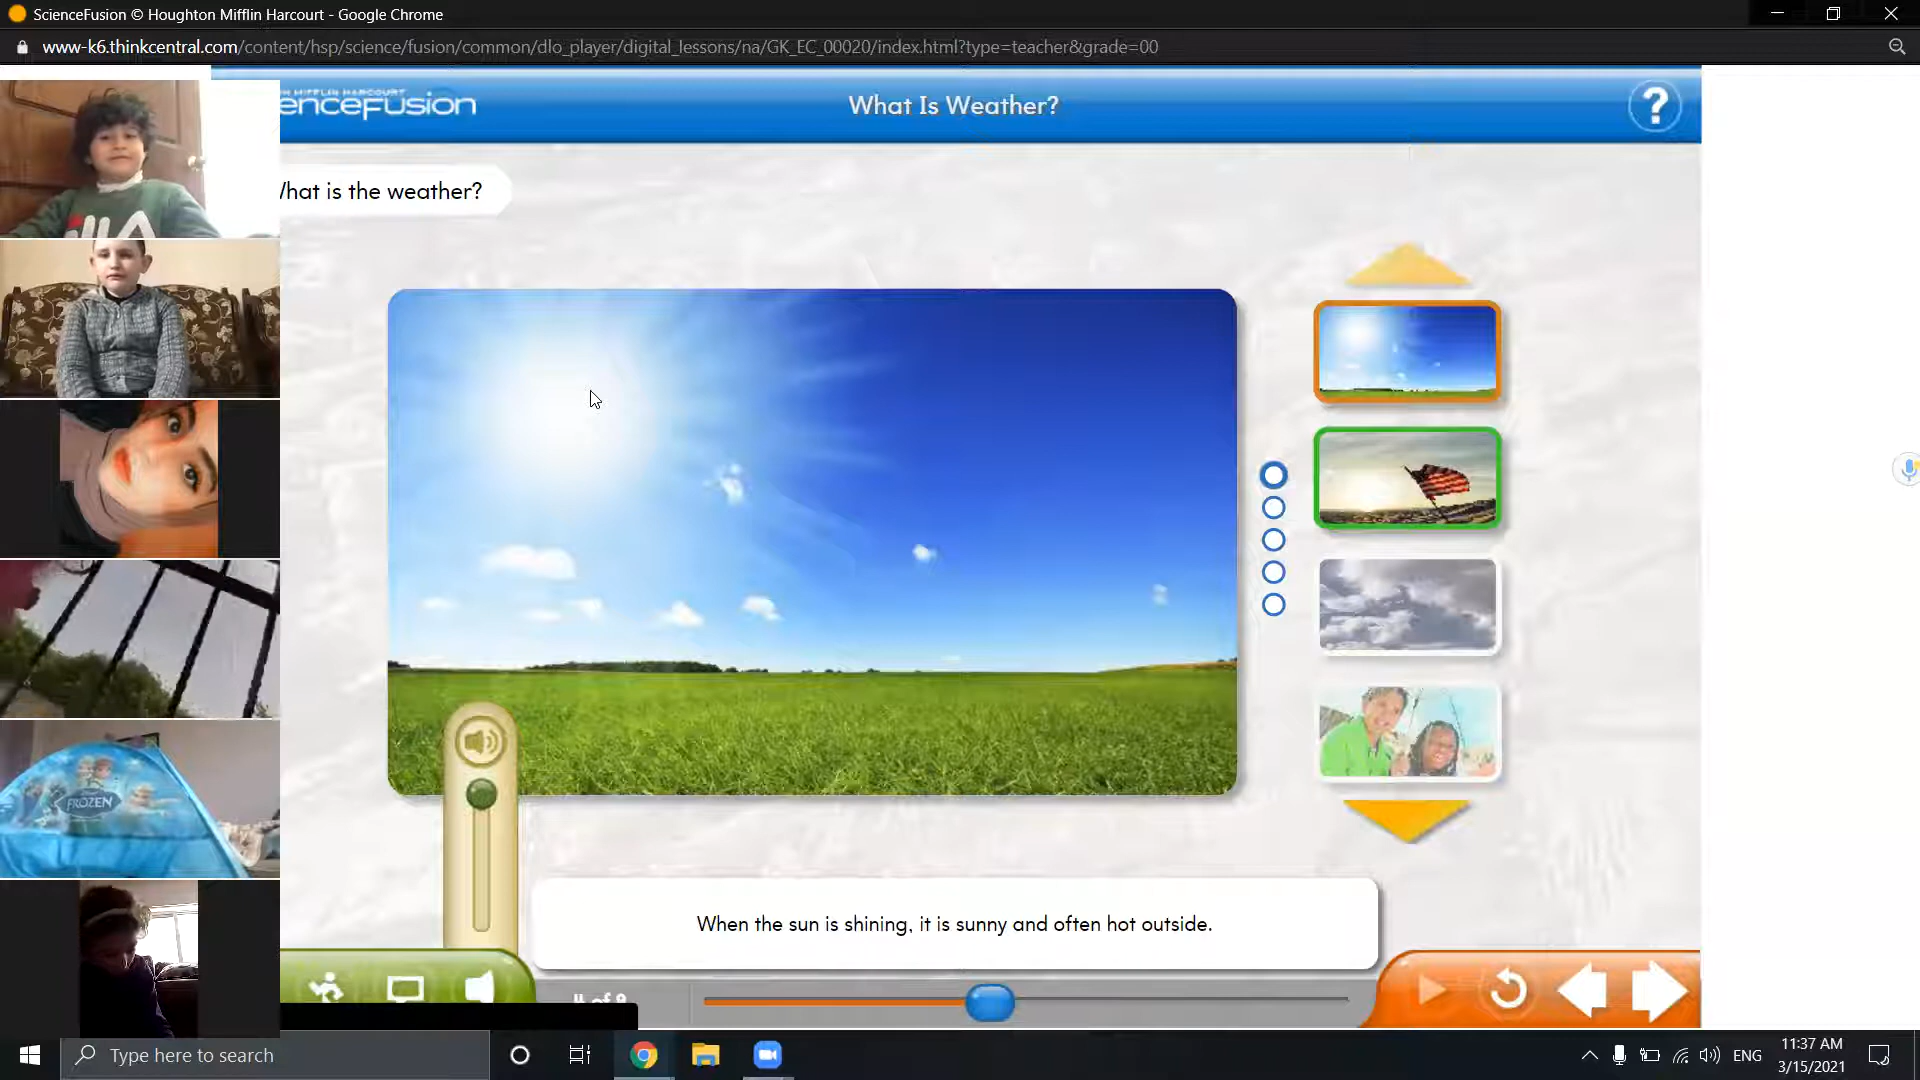 ScienceFusion © Houghton Mifflin Harcourt - Google Chrome
www-k6.thinkcentral.com/content/hsp/science/fusion/common/dlo_player/digital_lessons/na/GK_EC_00020/index.html?type=teacher&grade=00
N MIFFLIN HARCOURT
enceFusion
What Is Weather?
?
hat is the weather?
FILA
FROZEN
When the sun is shining, it is sunny and often hot outside.
Type here to search
ENG
11:37 AM
3/15/2021